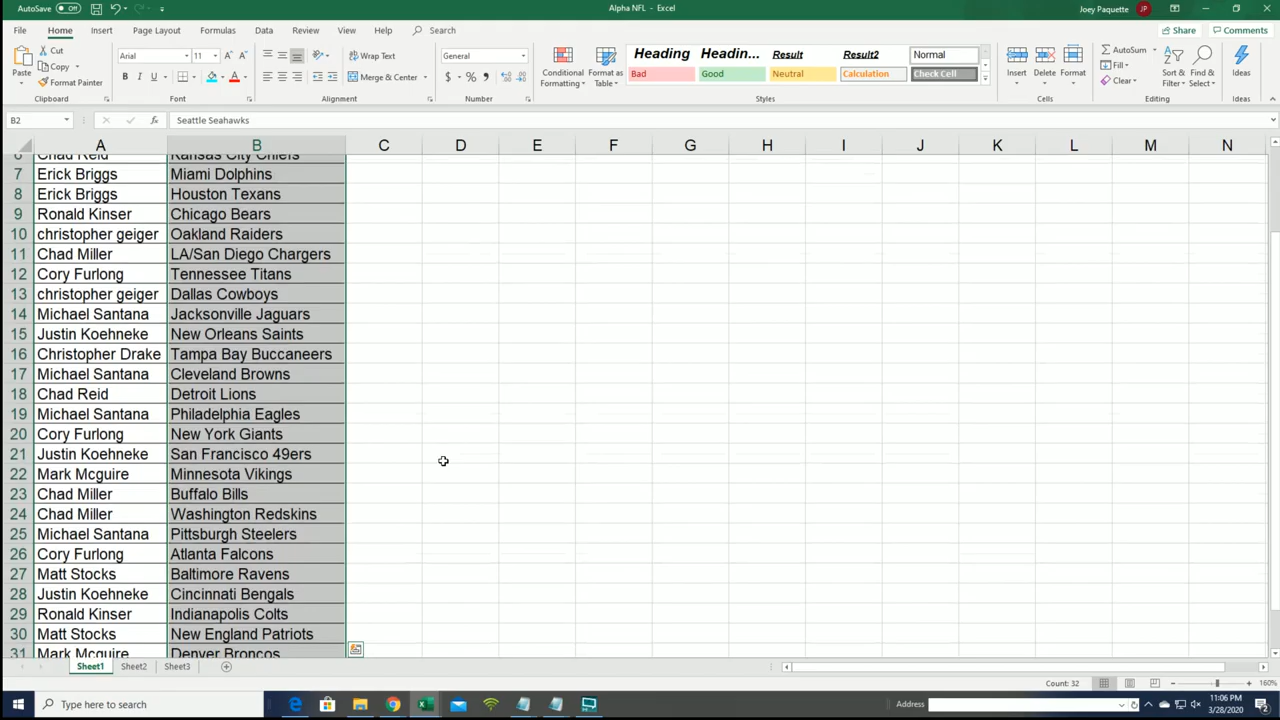 AutoSave Off Alpha NFL - Excel Joey Paquette JP
File Home Insert Page Layout Formulas Data Review View Help Search Share Comments
Paste Cut Copy Format Painter Clipboard
Arial 11 B I U Font
Wrap Text Merge & Center Alignment
General $ % Number
Conditional Formatting Format as Table
Heading Headin... Result Result2 Normal
Bad Good Neutral Calculation Check Cell
Styles
Insert Delete Format Cells
AutoSum Fill Clear Sort & Filter Find & Select Editing
Ideas Ideas
B2 fx Seattle Seahawks
A B C D E F G H I J K L M N
6 Chad Reid Kansas City Chiefs
7 Erick Briggs Miami Dolphins
8 Erick Briggs Houston Texans
9 Ronald Kinser Chicago Bears
10 christopher geiger Oakland Raiders
11 Chad Miller LA/San Diego Chargers
12 Cory Furlong Tennessee Titans
13 christopher geiger Dallas Cowboys
14 Michael Santana Jacksonville Jaguars
15 Justin Koehneke New Orleans Saints
16 Christopher Drake Tampa Bay Buccaneers
17 Michael Santana Cleveland Browns
18 Chad Reid Detroit Lions
19 Michael Santana Philadelphia Eagles
20 Cory Furlong New York Giants
21 Justin Koehneke San Francisco 49ers
22 Mark Mcguire Minnesota Vikings
23 Chad Miller Buffalo Bills
24 Chad Miller Washington Redskins
25 Michael Santana Pittsburgh Steelers
26 Cory Furlong Atlanta Falcons
27 Matt Stocks Baltimore Ravens
28 Justin Koehneke Cincinnati Bengals
29 Ronald Kinser Indianapolis Colts
30 Matt Stocks New England Patriots
31 Mark Mcguire Denver Broncos
Sheet1 Sheet2 Sheet3
Count: 32 160%
Type here to search Address 11:06 PM
3/28/2020